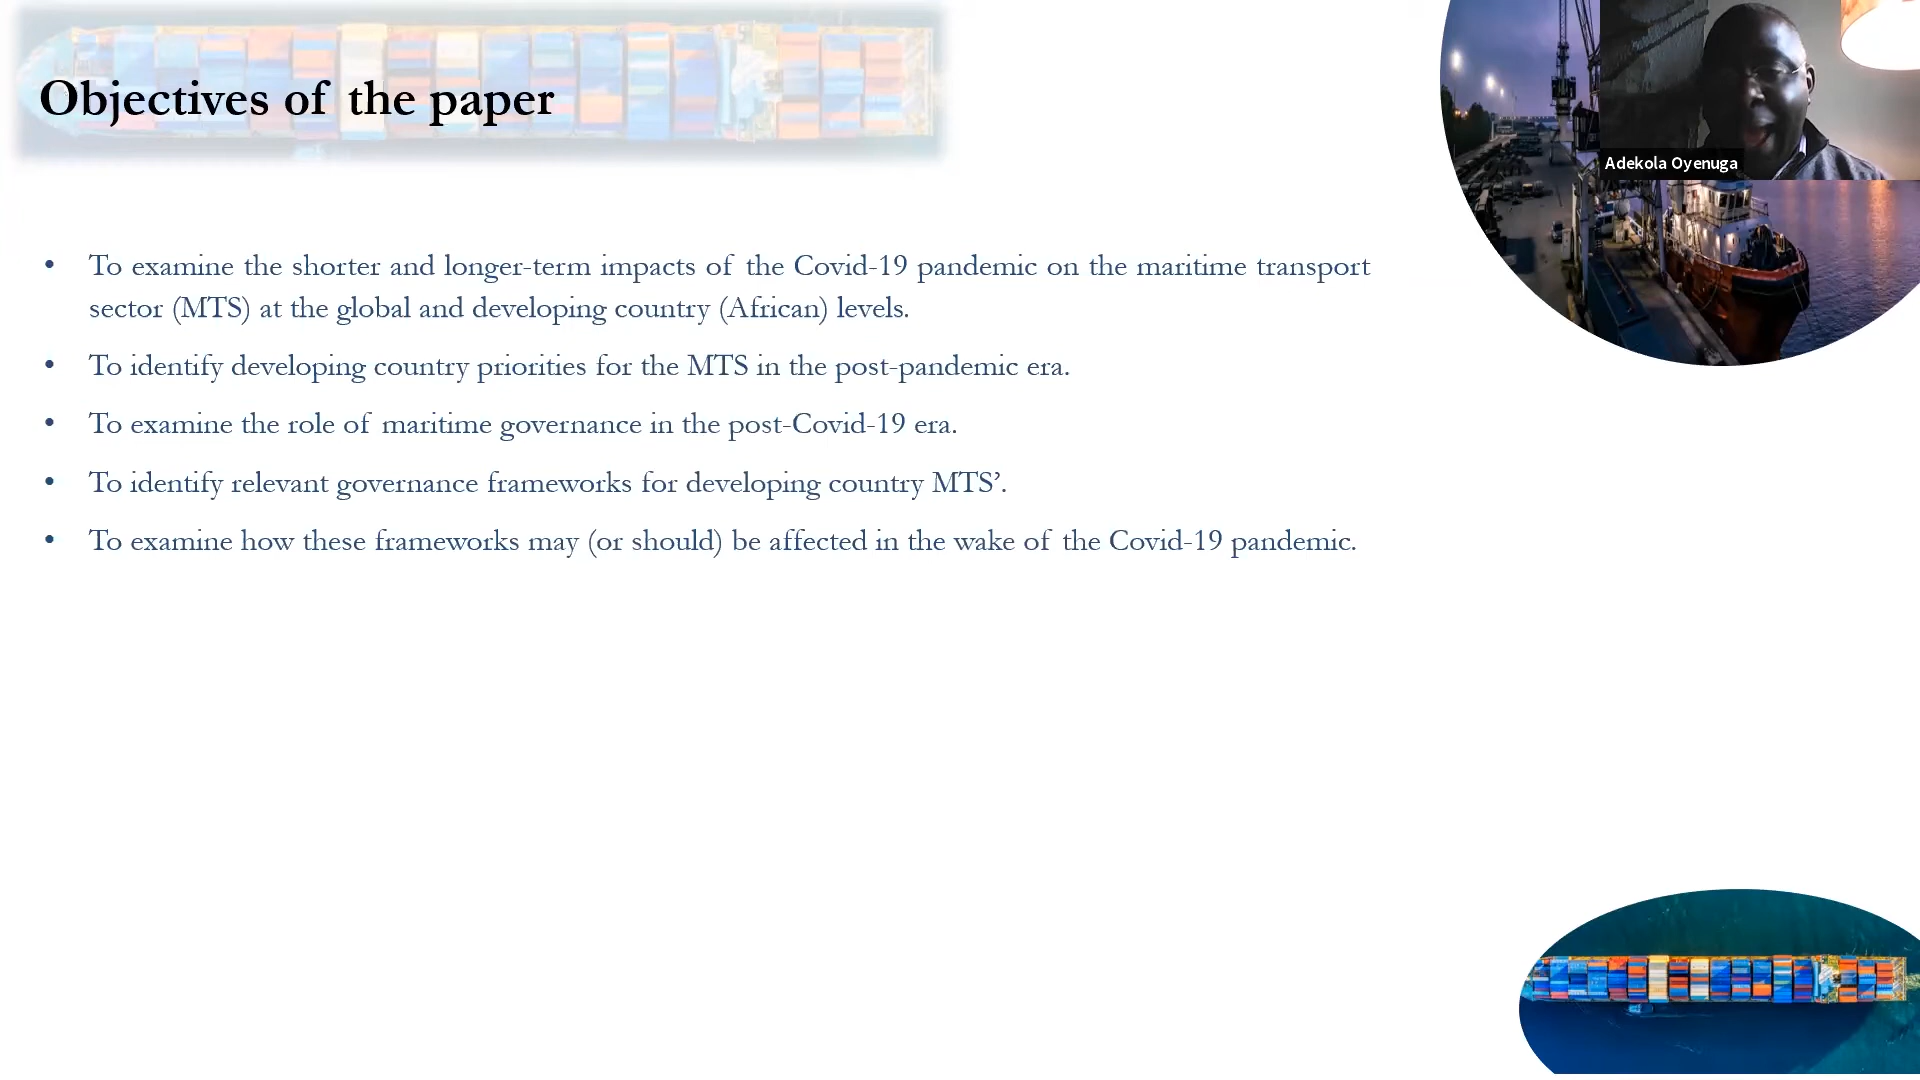 Objectives of the paper
Adekola Oyenuga
• To examine the shorter and longer-term impacts of the Covid-19 pandemic on the maritime transport
sector (MTS) at the global and developing country (African) levels.
• To identify developing country priorities for the MTS in the post-pandemic era.
• To examine the role of maritime governance in the post-Covid-19 era.
• To identify relevant governance frameworks for developing country MTS’.
• To examine how these frameworks may (or should) be affected in the wake of the Covid-19 pandemic.